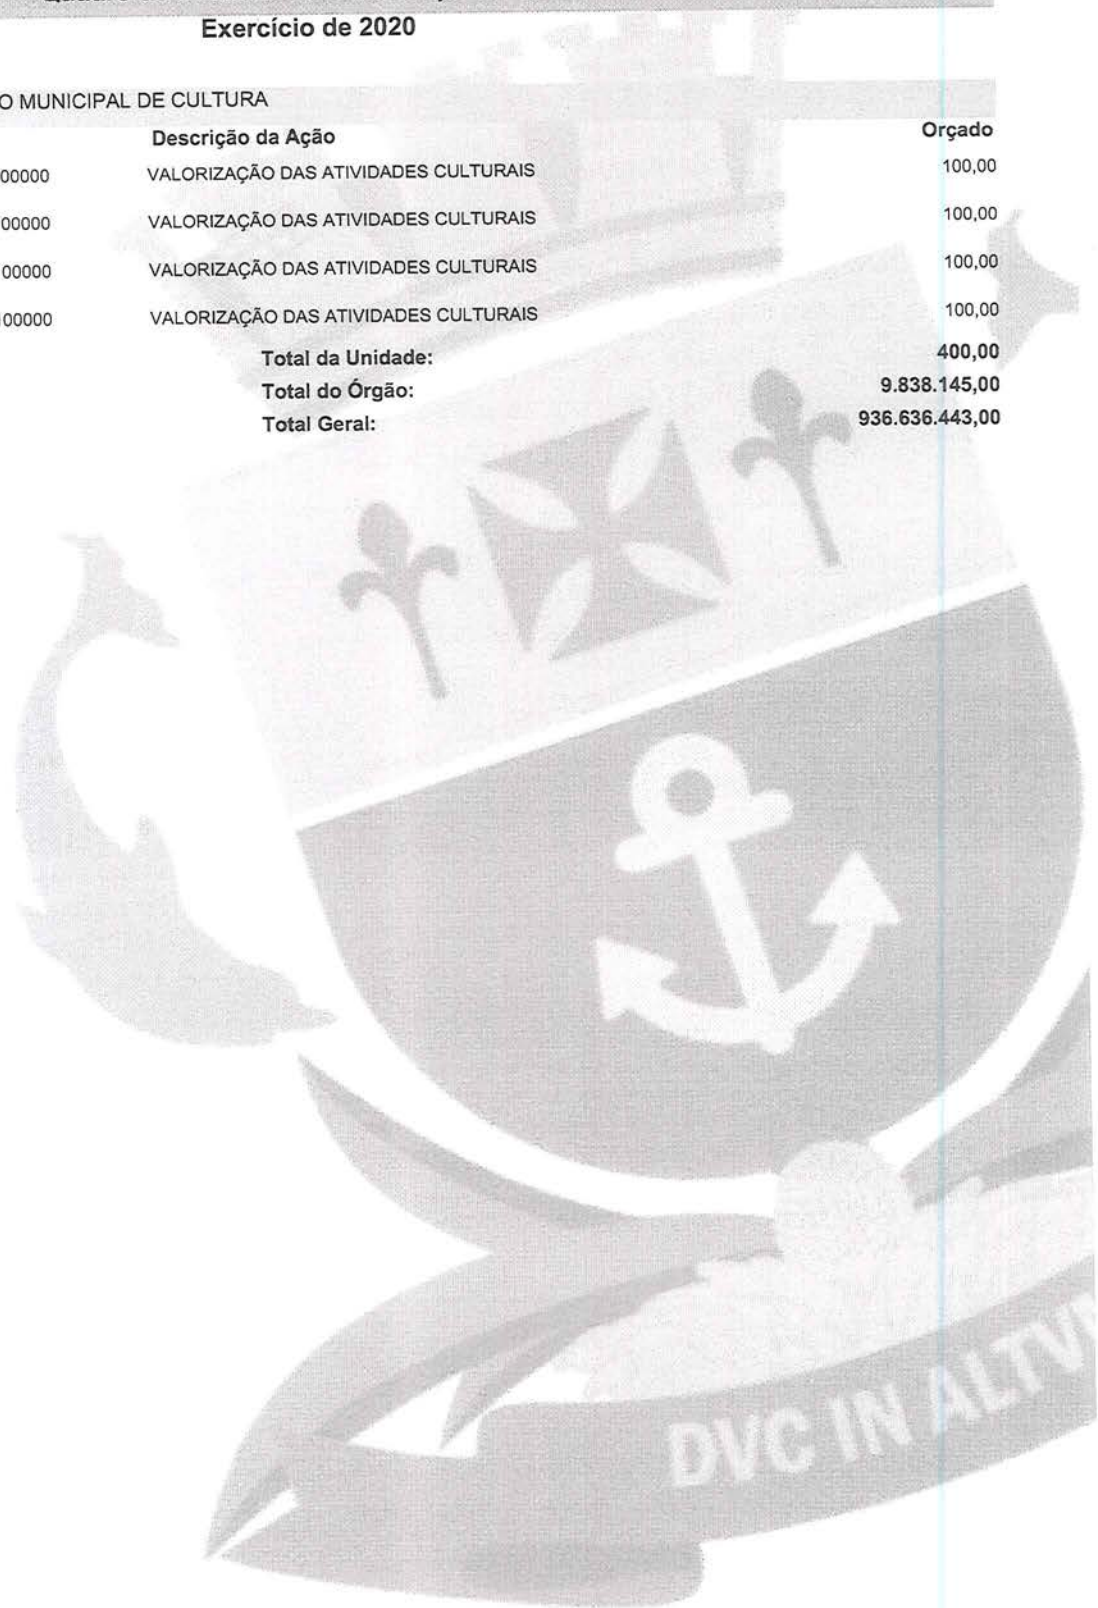 Exercício de 2020
O MUNICIPAL DE CULTURA
Descrição da Ação Orçado
00000 VALORIZAÇÃO DAS ATIVIDADES CULTURAIS 100,00
00000 VALORIZAÇÃO DAS ATIVIDADES CULTURAIS 100,00
00000 VALORIZAÇÃO DAS ATIVIDADES CULTURAIS 100,00
00000 VALORIZAÇÃO DAS ATIVIDADES CULTURAIS 100,00
Total da Unidade: 400,00
Total do Órgão: 9.838.145,00
Total Geral: 936.636.443,00
DVC IN ALTV